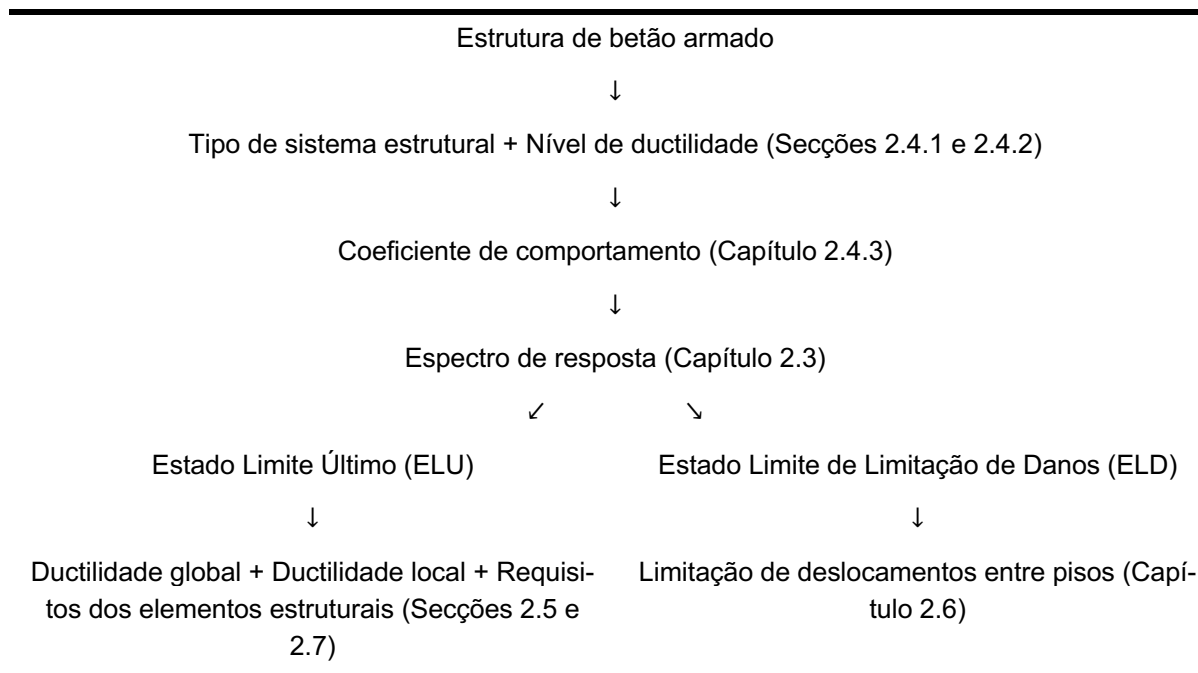 Estrutura de betão armado
↓
Tipo de sistema estrutural + Nível de ductilidade (Secções 2.4.1 e 2.4.2)
↓
Coeficiente de comportamento (Capítulo 2.4.3)
↓
Espectro de resposta (Capítulo 2.3)
↙ ↘
Estado Limite Último (ELU)
Estado Limite de Limitação de Danos (ELD)
↓ ↓
Ductilidade global + Ductilidade local + Requisi-
tos dos elementos estruturais (Secções 2.5 e
2.7)
Limitação de deslocamentos entre pisos (Capí-
tulo 2.6)